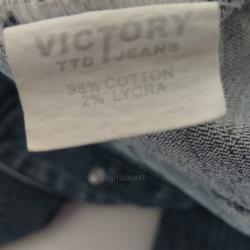 VICTORY
TTD JEANS
98% COTTON
2% LYCRA